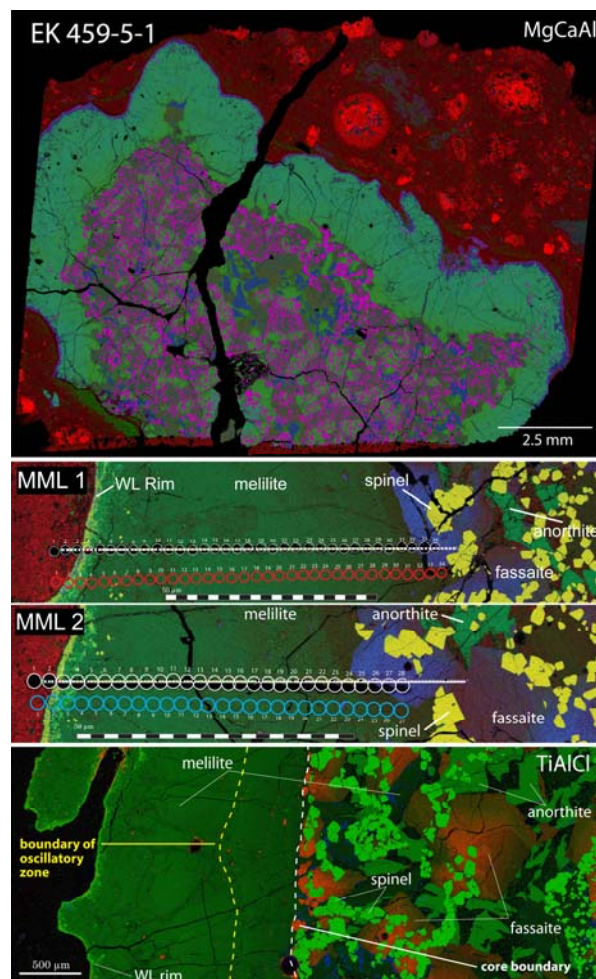 EK 459-5-1
MgCaAl
2.5 mm
MML 1
WL Rim
melilite
spinel
anorthite
fassaite
50 µm
MML 2
melilite
anorthite
fassaite
spinel
50 µm
melilite
TiAlCl
anorthite
boundary of
oscillatory
zone
spinel
fassaite
core boundary
500 µm
WL rim